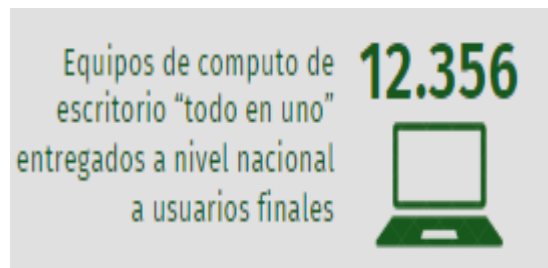 Equipos de computo de
escritorio “todo en uno”
entregados a nivel nacional
a usuarios finales
12.356